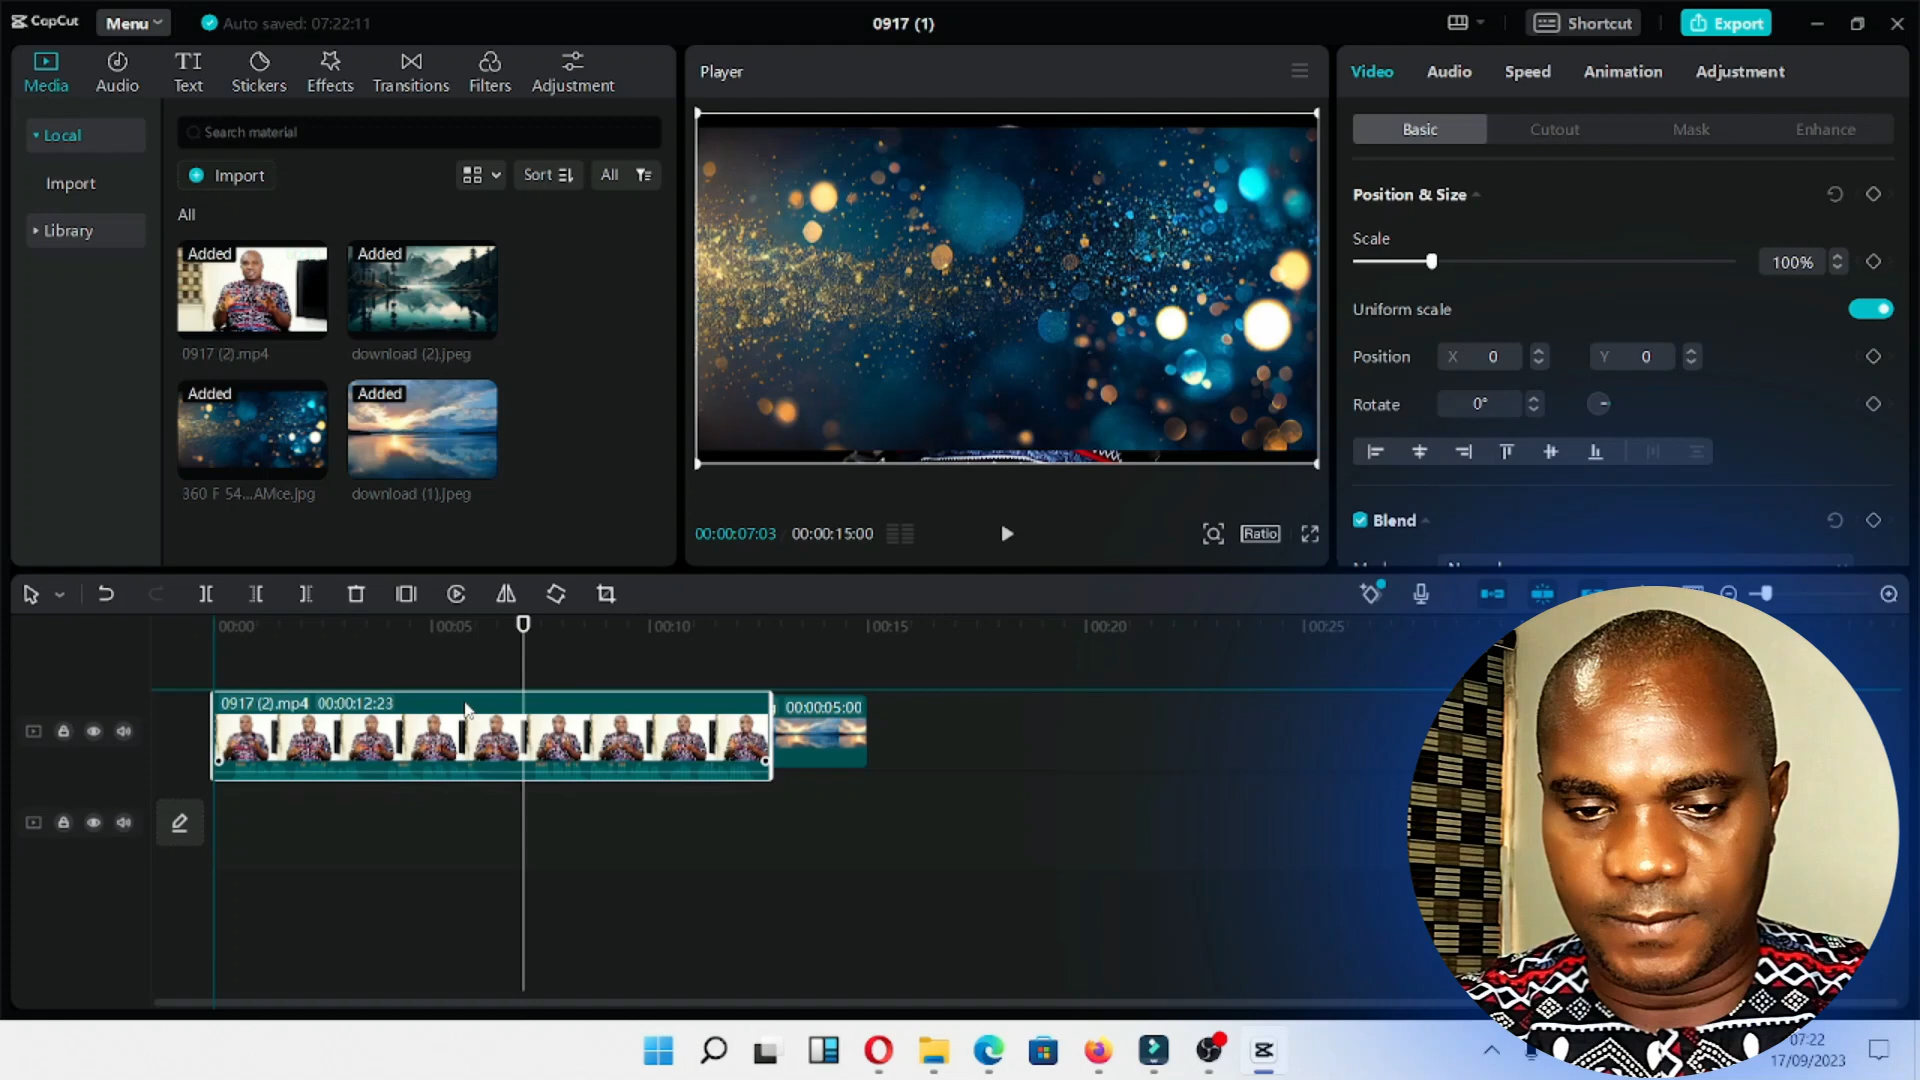 CapCut
Menu
Auto saved: 07:22:11
0917 (1)
Shortcut
Export
Media
Audio
Text
Stickers
Effects
Transitions
Filters
Adjustment
Local
Import
Library
Search material
Import
Sort
All
All
Added
Added
0917 (2).mp4
download (2).jpeg
Added
Added
360 F 54...AMce.jpg
download (1).jpeg
Player
00:00:07:03
00:00:15:00
Ratio
Video
Audio
Speed
Animation
Adjustment
Basic
Cutout
Mask
Enhance
Position & Size
Scale
100%
Uniform scale
Position
X 0
Y 0
Rotate
0°
Blend
00:00
00:05
00:10
00:15
00:20
00:25
0917 (2).mp4 00:00:12:23
00:00:05:00
07:22
17/09/2023